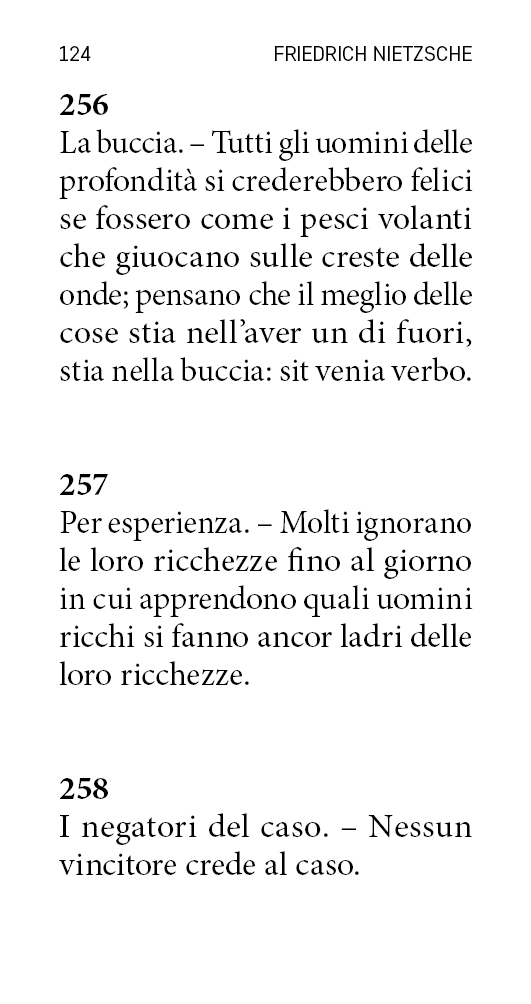 124 FRIEDRICH NIETZSCHE
256
La buccia. – Tutti gli uomini delle
profondità si crederebbero felici
se fossero come i pesci volanti
che giuocano sulle creste delle
onde; pensano che il meglio delle
cose stia nell’aver un di fuori,
stia nella buccia: sit venia verbo.
257
Per esperienza. – Molti ignorano
le loro ricchezze fino al giorno
in cui apprendono quali uomini
ricchi si fanno ancor ladri delle
loro ricchezze.
258
I negatori del caso. – Nessun
vincitore crede al caso.